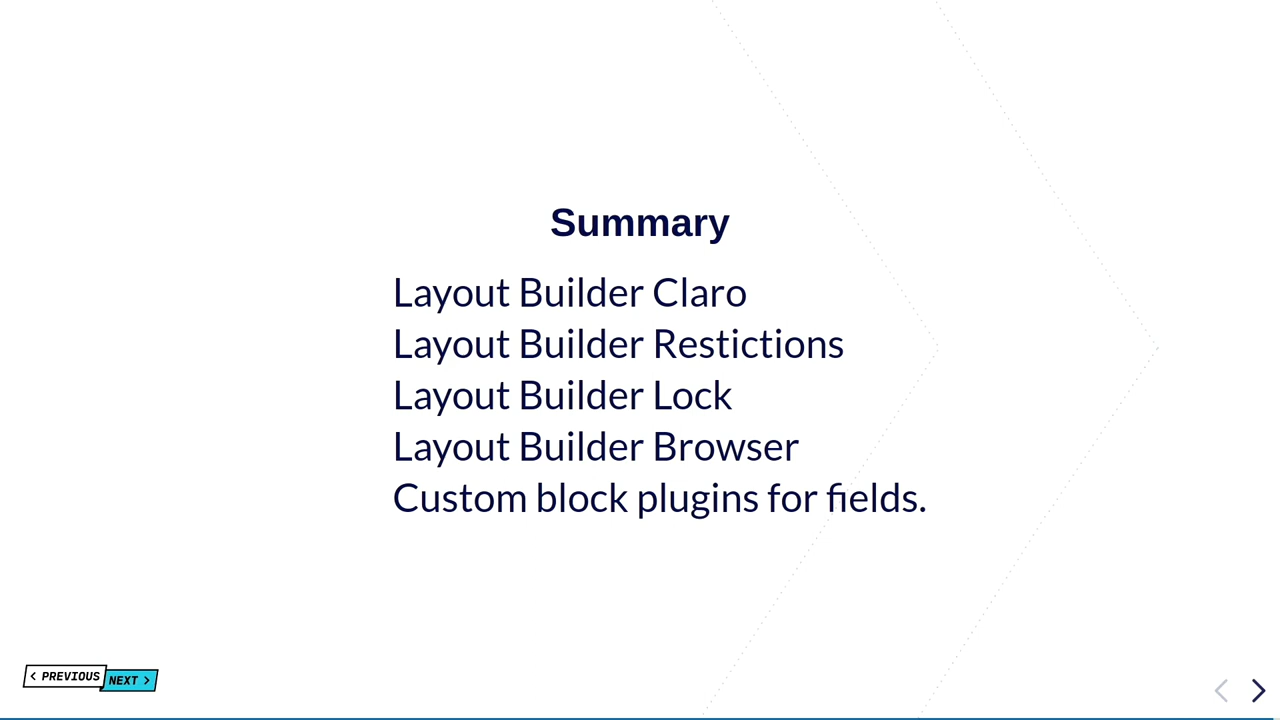 Summary
Layout Builder Claro
Layout Builder Restictions
Layout Builder Lock
Layout Builder Browser
Custom block plugins for fields.
< PREVIOUS
NEXT >